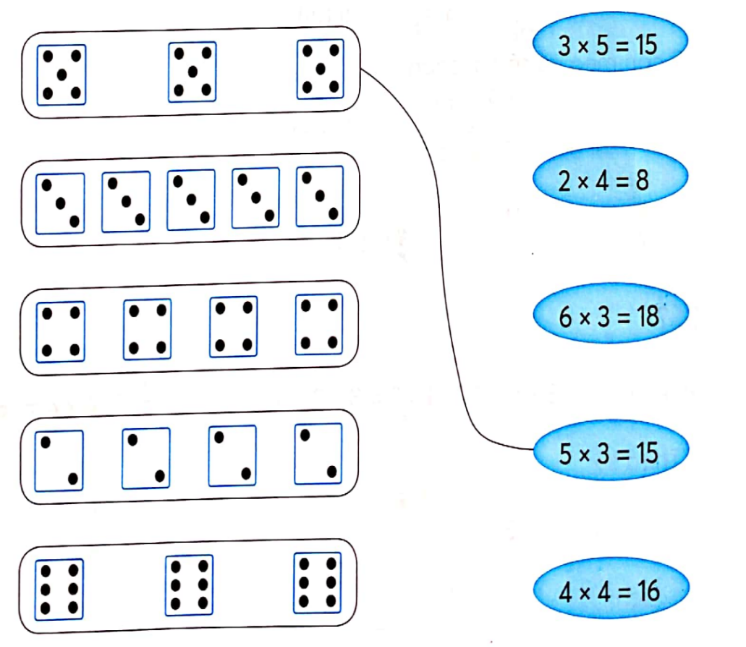 3 × 5 = 15
2 × 4 = 8
6 × 3 = 18
5 × 3 = 15
4 × 4 = 16